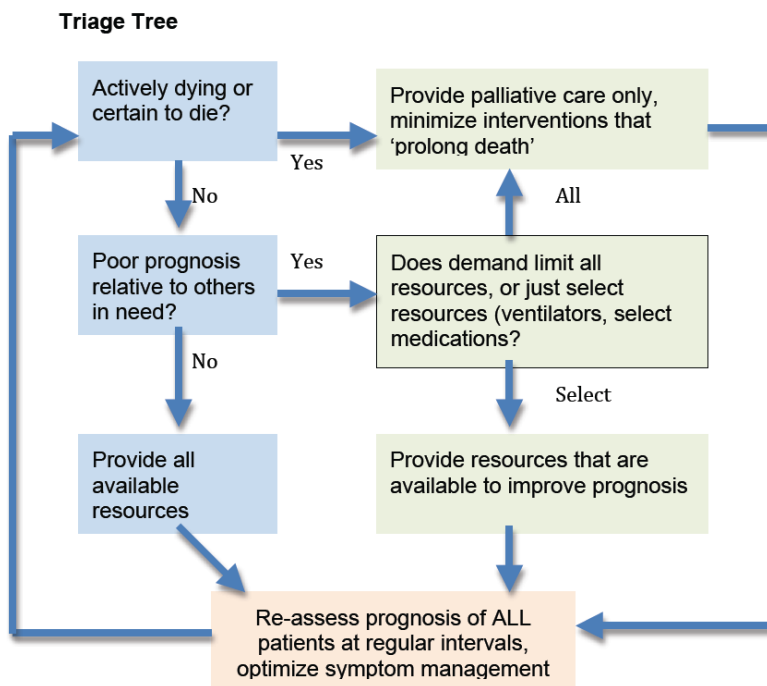 Triage Tree
Actively dying or
certain to die?
Yes
Provide palliative care only,
minimize interventions that
‘prolong death’
No
All
Poor prognosis
relative to others
in need?
Yes
Does demand limit all
resources, or just select
resources (ventilators, select
medications?
No
Select
Provide all
available
resources
Provide resources that are
available to improve prognosis
Re-assess prognosis of ALL
patients at regular intervals,
optimize symptom management